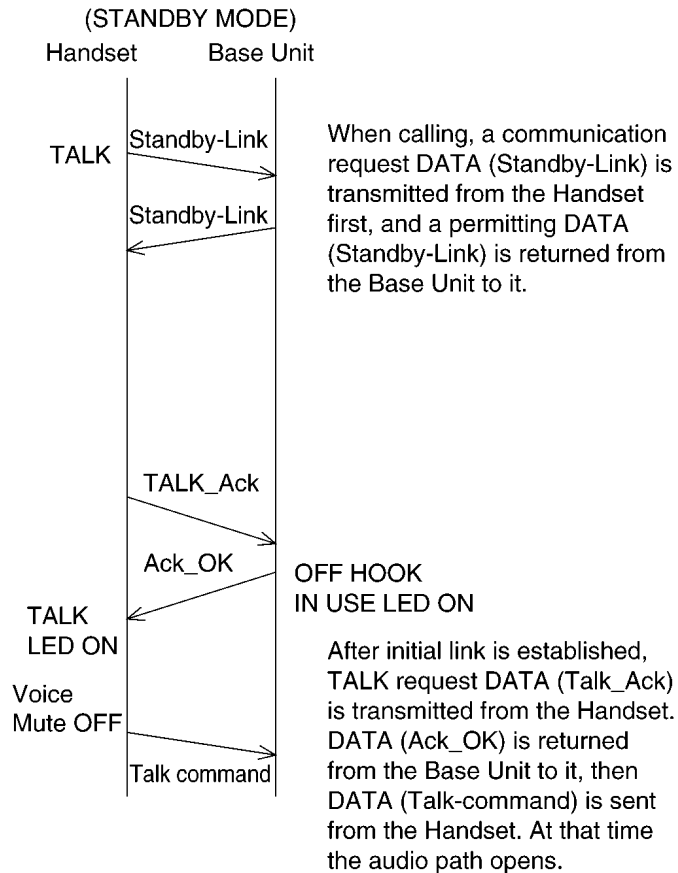 (STANDBY MODE)
Handset Base Unit
TALK
Standby-Link
Standby-Link
When calling, a communication
request DATA (Standby-Link) is
transmitted from the Handset
first, and a permitting DATA
(Standby-Link) is returned from
the Base Unit to it.
TALK_Ack
Ack_OK
OFF HOOK
IN USE LED ON
TALK
LED ON
Voice
Mute OFF
Talk command
After initial link is established,
TALK request DATA (Talk_Ack)
is transmitted from the Handset.
DATA (Ack_OK) is returned
from the Base Unit to it, then
DATA (Talk-command) is sent
from the Handset. At that time
the audio path opens.